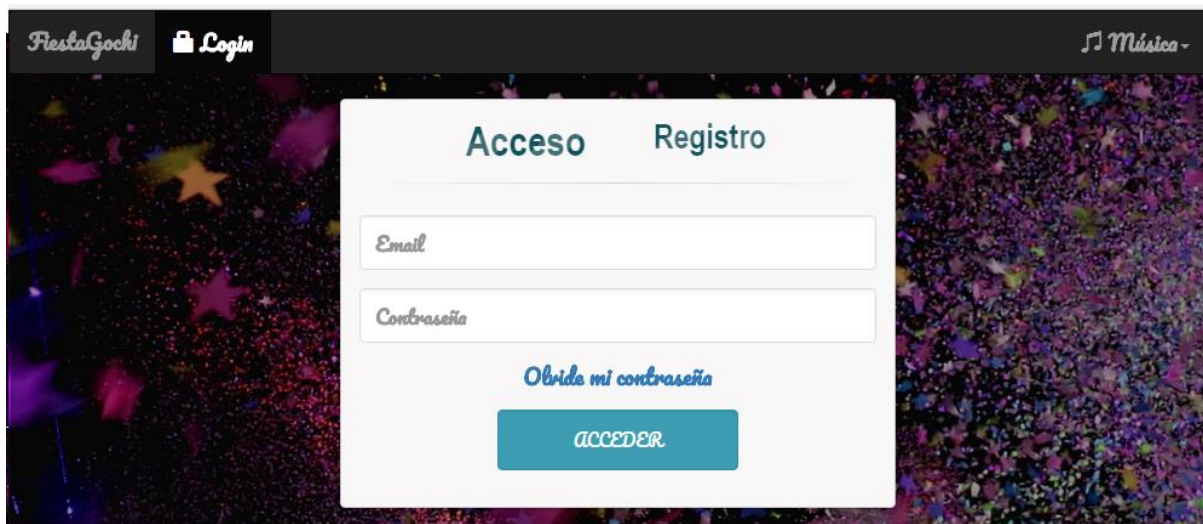 FiestaGochi Login Música
Acceso Registro
Email
Contraseña
Olvide mi contraseña
ACCEDER